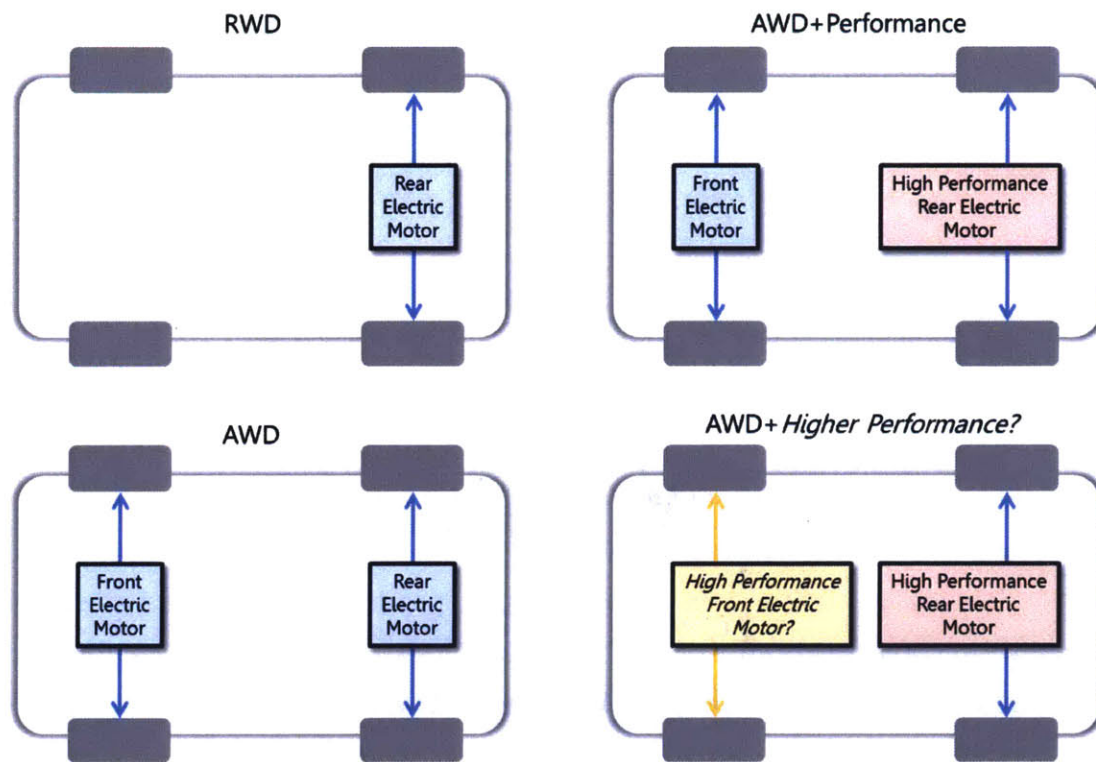 RWD
Rear
Electric
Motor
AWD+Performance
Front
Electric
Motor
High Performance
Rear Electric
Motor
AWD
Front
Electric
Motor
Rear
Electric
Motor
AWD+Higher Performance?
High Performance
Front Electric
Motor?
High Performance
Rear Electric
Motor